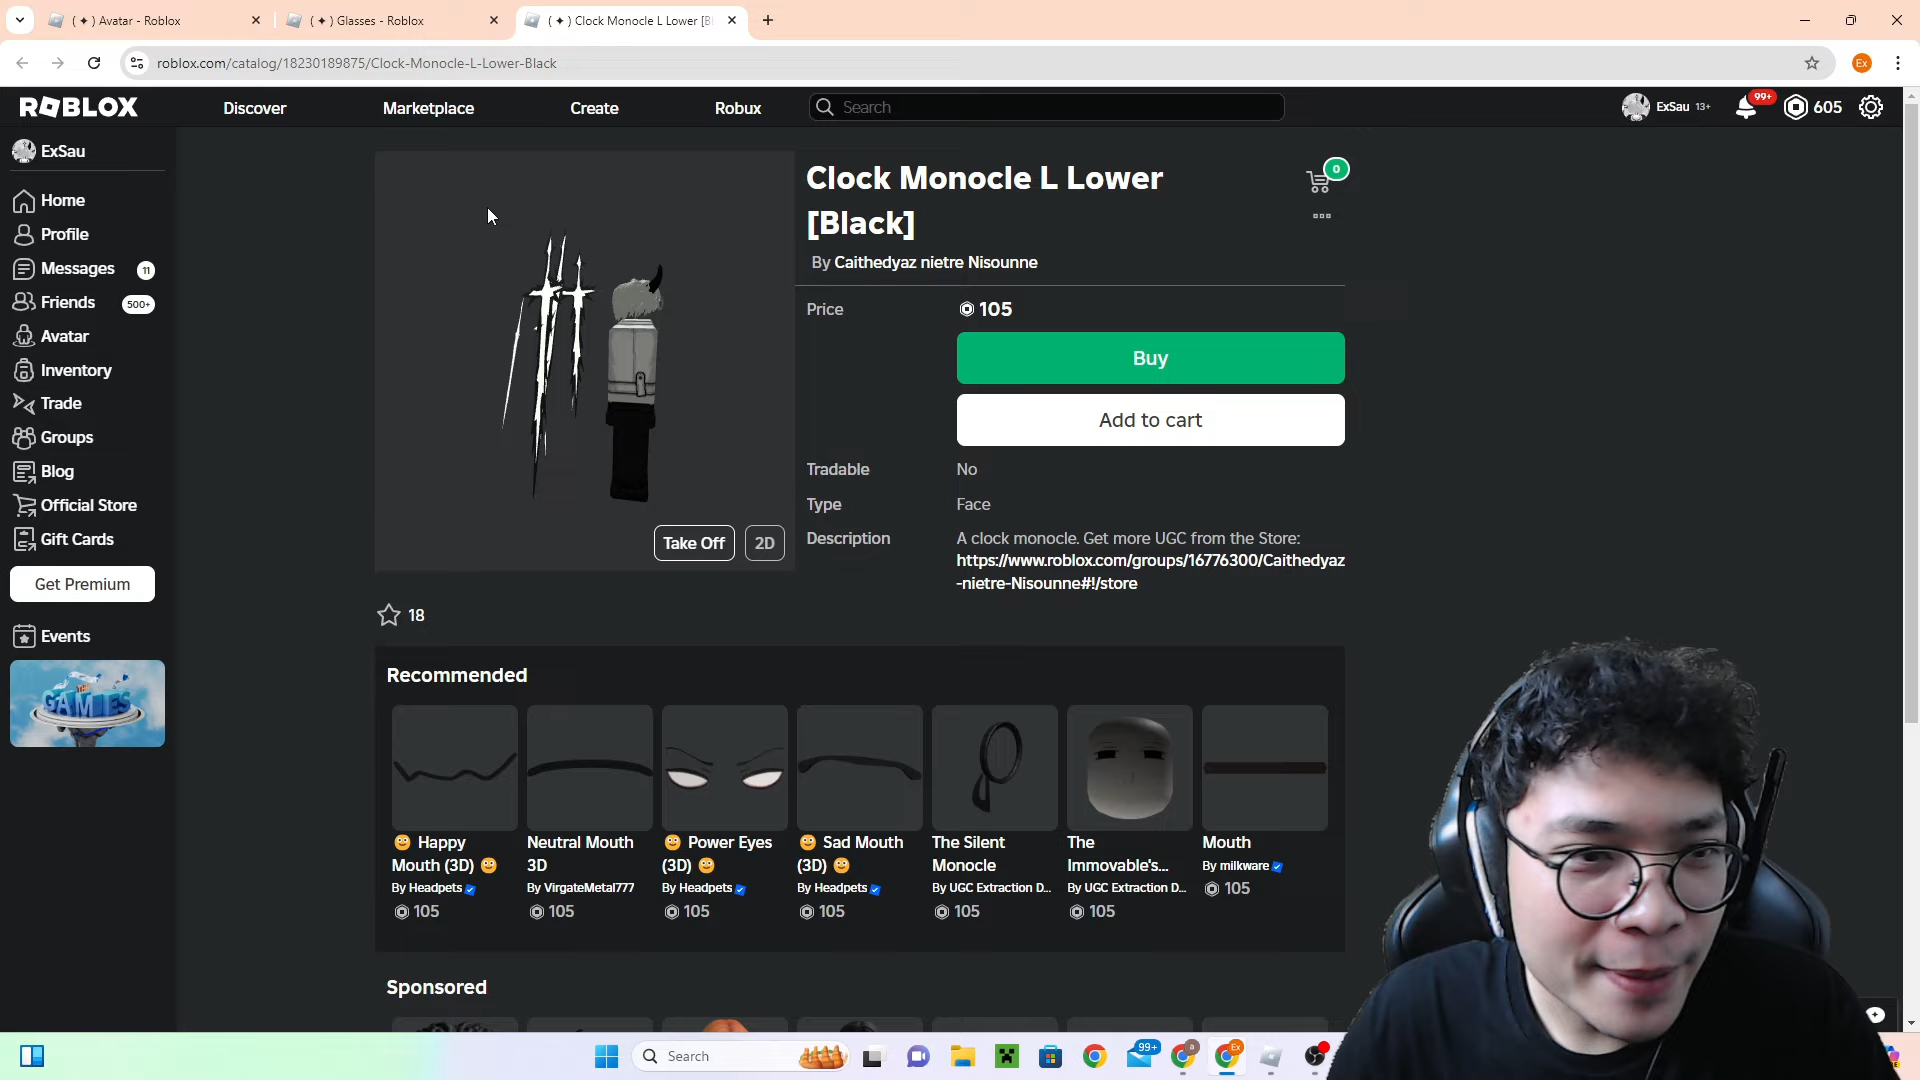 ( ✦ ) Avatar - Roblox
( ✦ ) Glasses - Roblox
( ✦ ) Clock Monocle L Lower [Bl
roblox.com/catalog/18230189875/Clock-Monocle-L-Lower-Black
Ex
ROBLOX
Discover
Marketplace
Create
Robux
Search
ExSau 13+
99+
605
ExSau
Home
Profile
Messages 11
Friends 500+
Avatar
Inventory
Trade
Groups
Blog
Official Store
Gift Cards
Get Premium
Events
THE
GAMES
Take Off
2D
18
Clock Monocle L Lower
[Black]
0
By Caithedyaz nietre Nisounne
Price
105
Buy
Add to cart
Tradable
No
Type
Face
Description
A clock monocle. Get more UGC from the Store:
https://www.roblox.com/groups/16776300/Caithedyaz
-nietre-Nisounne#!/store
Recommended
Happy
Mouth (3D)
By Headpets
105
Neutral Mouth
3D
By VirgateMetal777
105
Power Eyes
(3D)
By Headpets
105
Sad Mouth
(3D)
By Headpets
105
The Silent
Monocle
By UGC Extraction D...
105
The
Immovable's...
By UGC Extraction D...
105
Mouth
By milkware
105
Sponsored
Search
99+
a
Ex